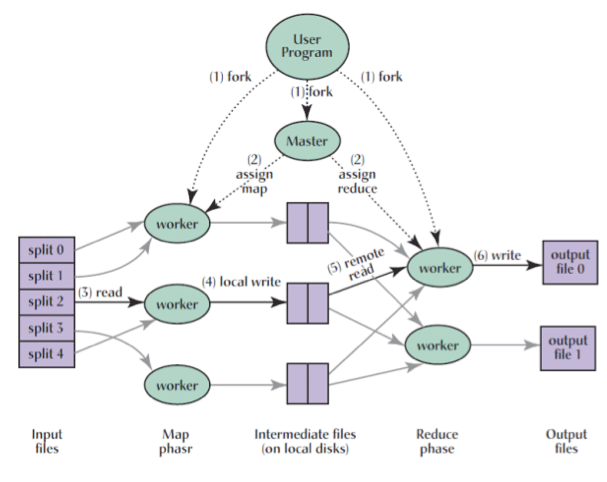 User
Program
(1) fork
(1) fork
(1) fork
Master
(2)
assign
map
(2)
assign
reduce
worker
split 0
split 1
split 2
split 3
split 4
(3) read
worker
(4) local write
(5) remote
read
worker
(6) write
output
file 0
worker
output
file 1
worker
Input
files
Map
phasr
Intermediate files
(on local disks)
Reduce
phase
Output
files